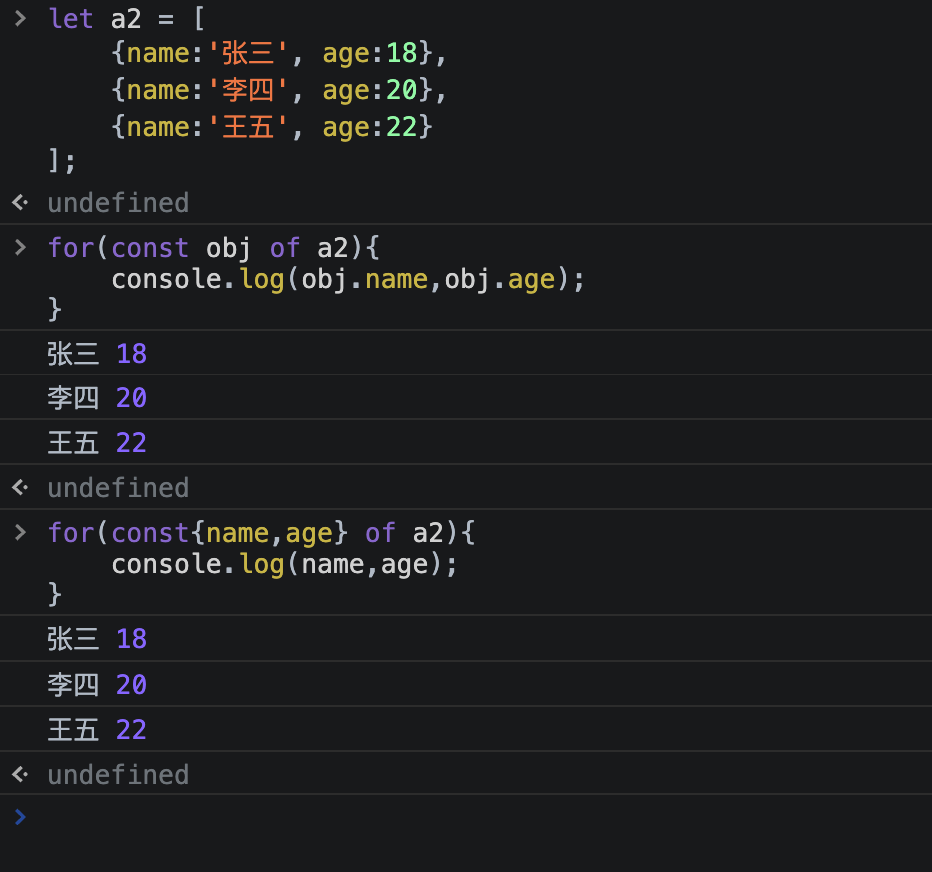 let a2 = [
    {name:'张三', age:18},
    {name:'李四', age:20},
    {name:'王五', age:22}
];
undefined
for(const obj of a2){
    console.log(obj.name,obj.age);
}
张三 18
李四 20
王五 22
undefined
for(const{name,age} of a2){
    console.log(name,age);
}
张三 18
李四 20
王五 22
undefined